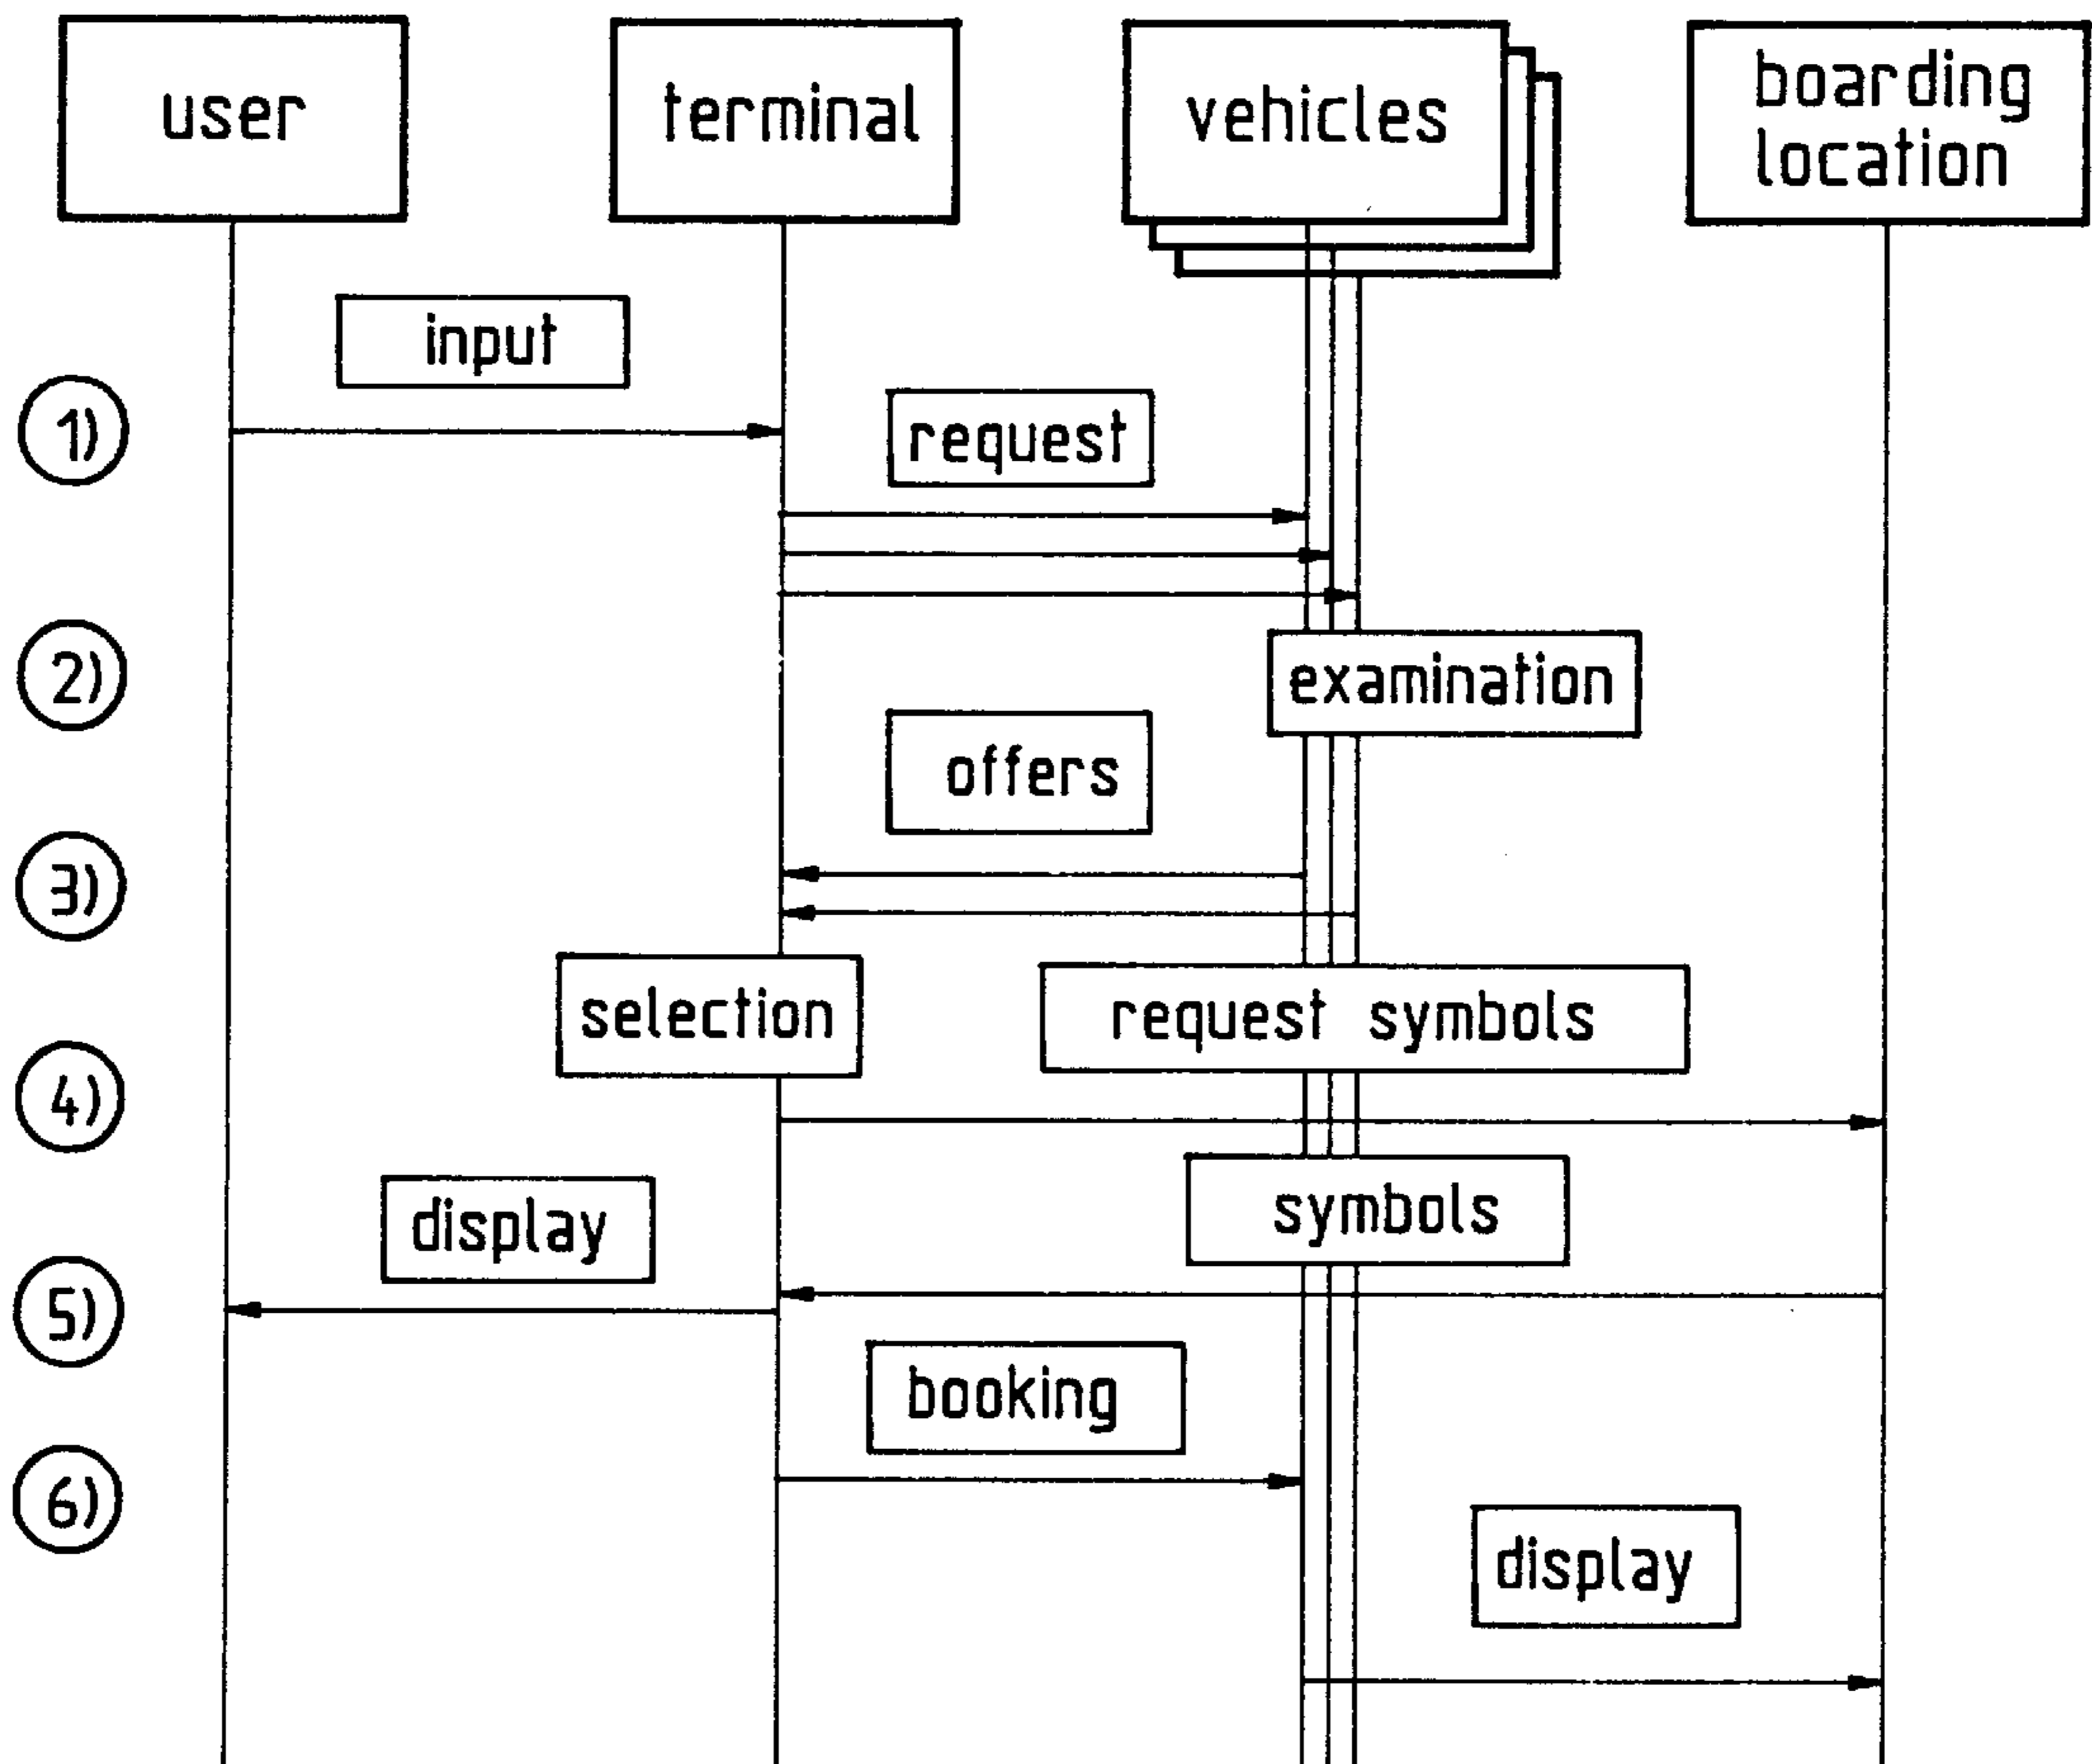 user
terminal
vehicles
boarding
location
input
1)
request
2)
examination
offers
3)
selection
request symbols
4)
symbols
display
5)
booking
6)
display